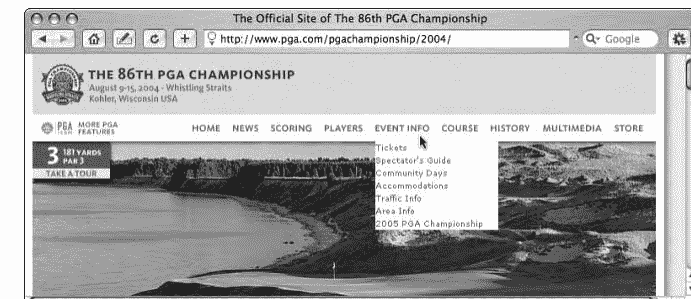 The Official Site of The 86th PGA Championship
http://www.pga.com/pgachampionship/2004/
Google
THE 86TH PGA CHAMPIONSHIP
August 9-15, 2004 · Whistling Straits
Kohler, Wisconsin USA
PGA
MORE PGA
FEATURES
HOME NEWS SCORING PLAYERS EVENT INFO COURSE HISTORY MULTIMEDIA STORE
3 181 YARDS
PAR 3
TAKE A TOUR
Tickets
Spectator's Guide
Community Days
Accommodations
Traffic Info
Area Info
2005 PGA Championship